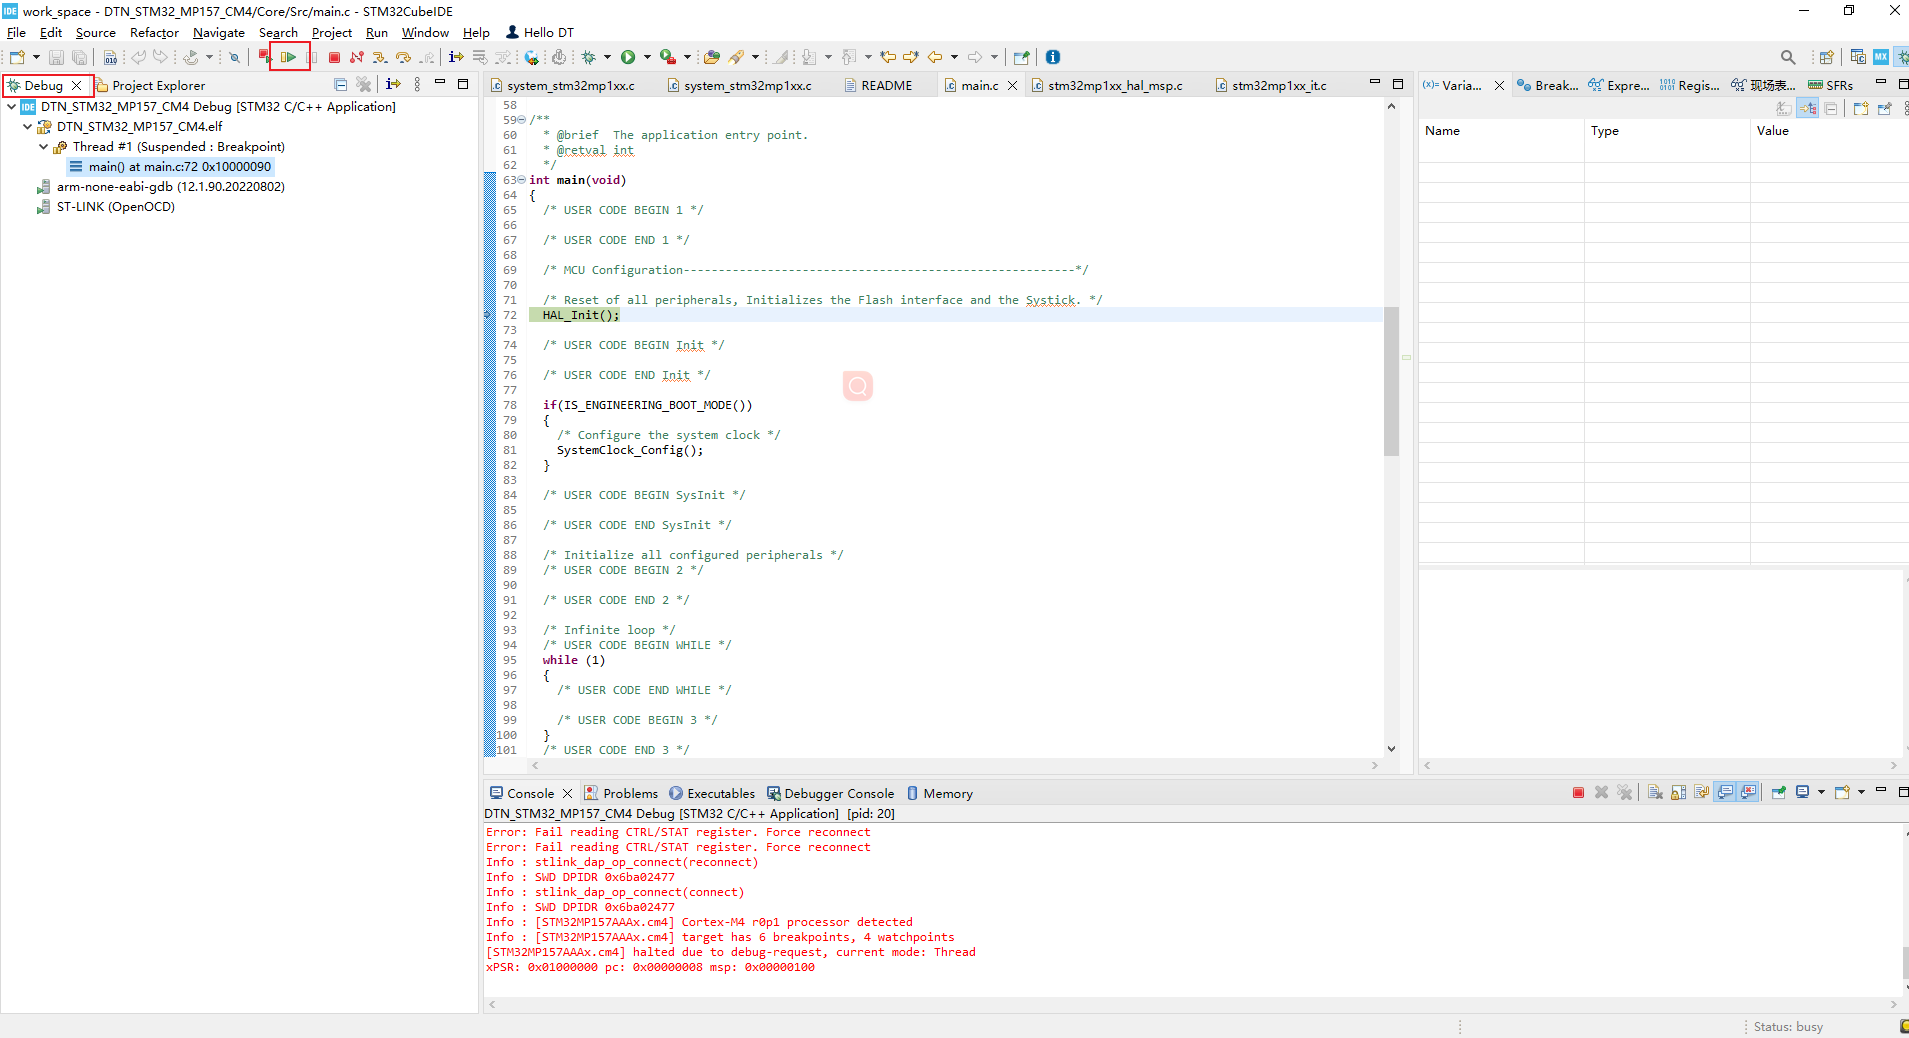 IDE work_space - DTN_STM32_MP157_CM4/Core/Src/main.c - STM32CubeIDE
File Edit Source Refactor Navigate Search Project Run Window Help Hello DT
010
MX
Debug
Project Explorer
IDE DTN_STM32_MP157_CM4 Debug [STM32 C/C++ Application]
DTN_STM32_MP157_CM4.elf
Thread #1 (Suspended : Breakpoint)
main() at main.c:72 0x10000090
arm-none-eabi-gdb (12.1.90.20220802)
ST-LINK (OpenOCD)
system_stm32mp1xx.c
system_stm32mp1xx.c
README
main.c
stm32mp1xx_hal_msp.c
stm32mp1xx_it.c
58
59 /**
60 * @brief  The application entry point.
61 * @retval int
62 */
63 int main(void)
64 {
65 /* USER CODE BEGIN 1 */
66
67 /* USER CODE END 1 */
68
69 /* MCU Configuration--------------------------------------------------------*/
70
71 /* Reset of all peripherals, Initializes the Flash interface and the Systick. */
72 HAL_Init();
73
74 /* USER CODE BEGIN Init */
75
76 /* USER CODE END Init */
77
78 if(IS_ENGINEERING_BOOT_MODE())
79 {
80 /* Configure the system clock */
81 SystemClock_Config();
82 }
83
84 /* USER CODE BEGIN SysInit */
85
86 /* USER CODE END SysInit */
87
88 /* Initialize all configured peripherals */
89 /* USER CODE BEGIN 2 */
90
91 /* USER CODE END 2 */
92
93 /* Infinite loop */
94 /* USER CODE BEGIN WHILE */
95 while (1)
96 {
97 /* USER CODE END WHILE */
98
99 /* USER CODE BEGIN 3 */
100 }
101 /* USER CODE END 3 */
(x)= Varia...
Break...
Expre...
Regis...
现场表...
SFRs
Name Type Value
Console
Problems
Executables
Debugger Console
Memory
DTN_STM32_MP157_CM4 Debug [STM32 C/C++ Application] [pid: 20]
Error: Fail reading CTRL/STAT register. Force reconnect
Error: Fail reading CTRL/STAT register. Force reconnect
Info : stlink_dap_op_connect(reconnect)
Info : SWD DPIDR 0x6ba02477
Info : stlink_dap_op_connect(connect)
Info : SWD DPIDR 0x6ba02477
Info : [STM32MP157AAAx.cm4] Cortex-M4 r0p1 processor detected
Info : [STM32MP157AAAx.cm4] target has 6 breakpoints, 4 watchpoints
[STM32MP157AAAx.cm4] halted due to debug-request, current mode: Thread
xPSR: 0x01000000 pc: 0x00000008 msp: 0x00000100
Status: busy